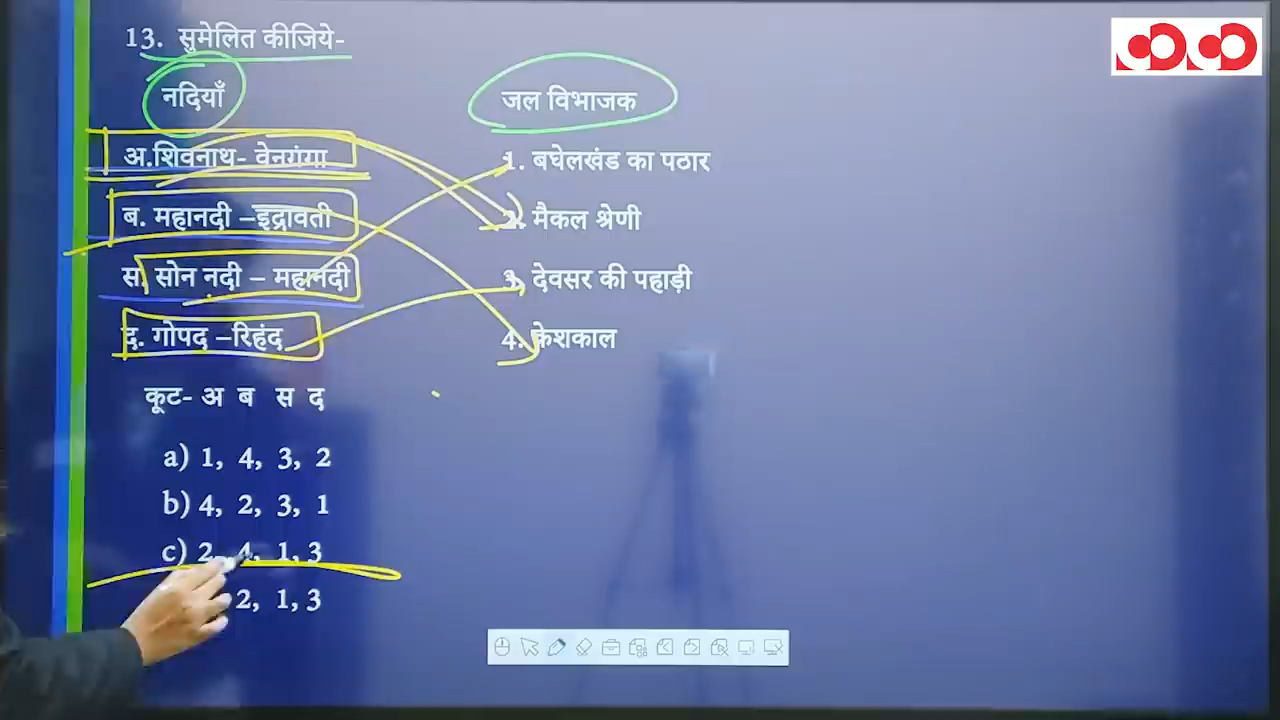 13. सुमेलित कीजिये-
नदियाँ जल विभाजक
अ.शिवनाथ- वेनगंगा 1. बघेलखंड का पठार
ब. महानदी –इद्रावती 2. मैकल श्रेणी
स. सोन नदी – महानदी 3. देवसर की पहाड़ी
द. गोपद –रिहंद 4. केशकाल
कूट- अ ब स द
a) 1, 4, 3, 2
b) 4, 2, 3, 1
c) 2, 4, 1, 3
2, 1, 3